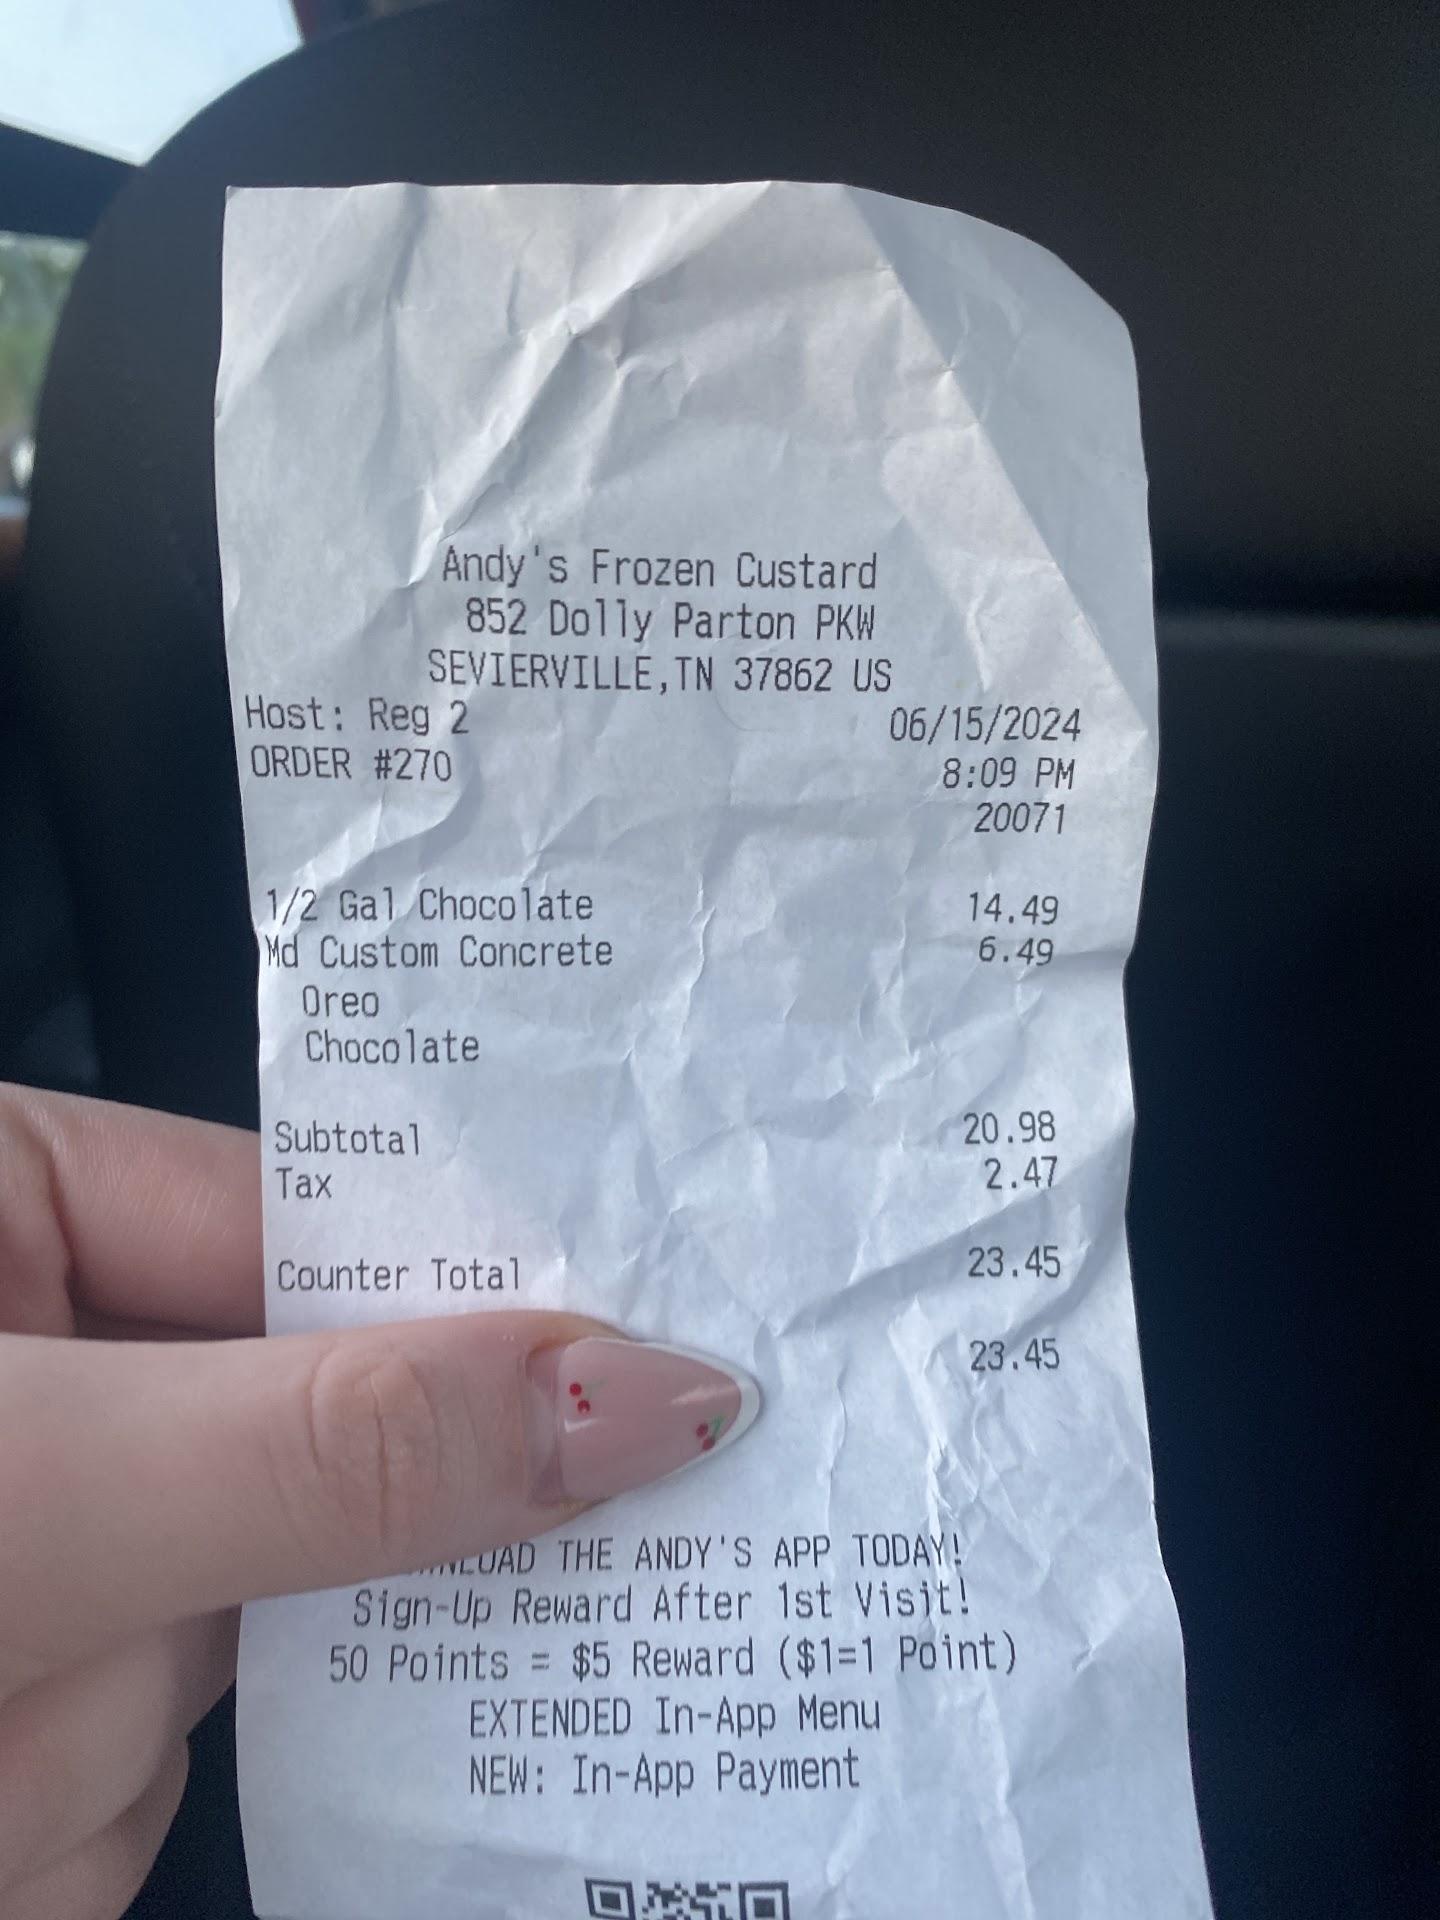 Andy's Frozen Custard
852 Dolly Parton PKW
SEVIERVILLE,TN 37862 US
Host: Reg 2 06/15/2024
ORDER #270 8:09 PM
20071
1/2 Gal Chocolate 14.49
Md Custom Concrete 6.49
Oreo
Chocolate
Subtotal 20.98
Tax 2.47
Counter Total 23.45
23.45
THE ANDY'S APP TODAY!
Sign-Up Reward After 1st Visit!
50 Points = $5 Reward ($1=1 Point)
EXTENDED In-App Menu
NEW: In-App Payment